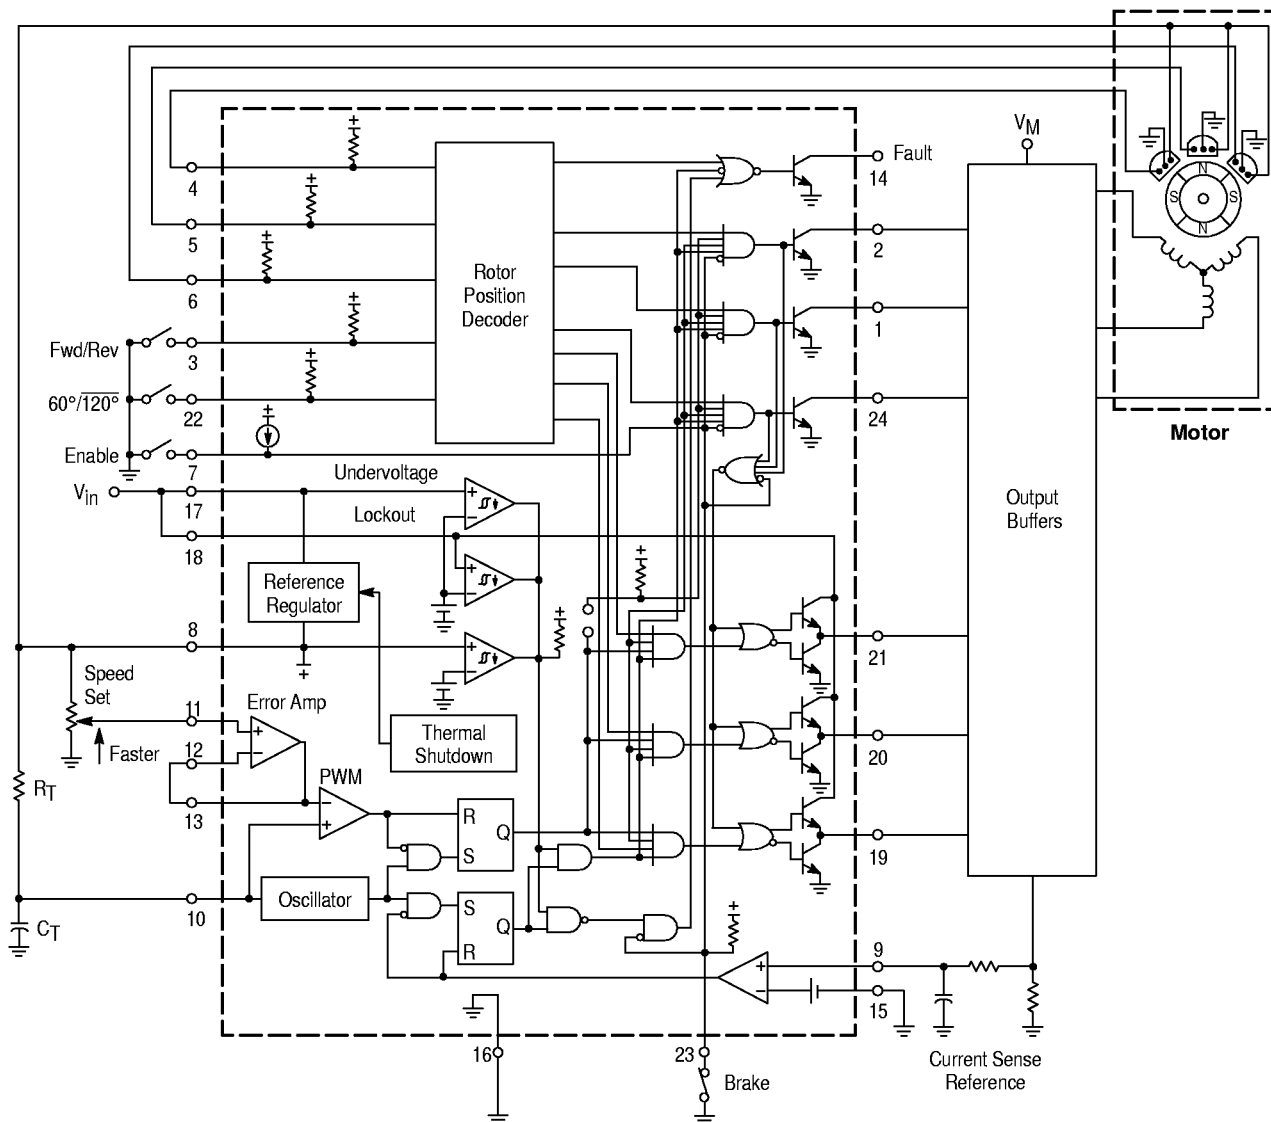 VM
Fault
14
4
2
5
Rotor
Position
Decoder
6
1
Fwd/Rev
3
60°/120°
22
24
Motor
Enable
7
Undervoltage
Vin
17
Lockout
18
Output
Buffers
Reference
Regulator
8
21
Speed
Set
11
Error Amp
+
−
Thermal
Shutdown
Faster
12
20
RT
PWM
13
−
+
R
Q
S
19
10
Oscillator
S
Q
R
CT
9
+
−
15
16
23
Brake
Current Sense
Reference
N
S
S
N